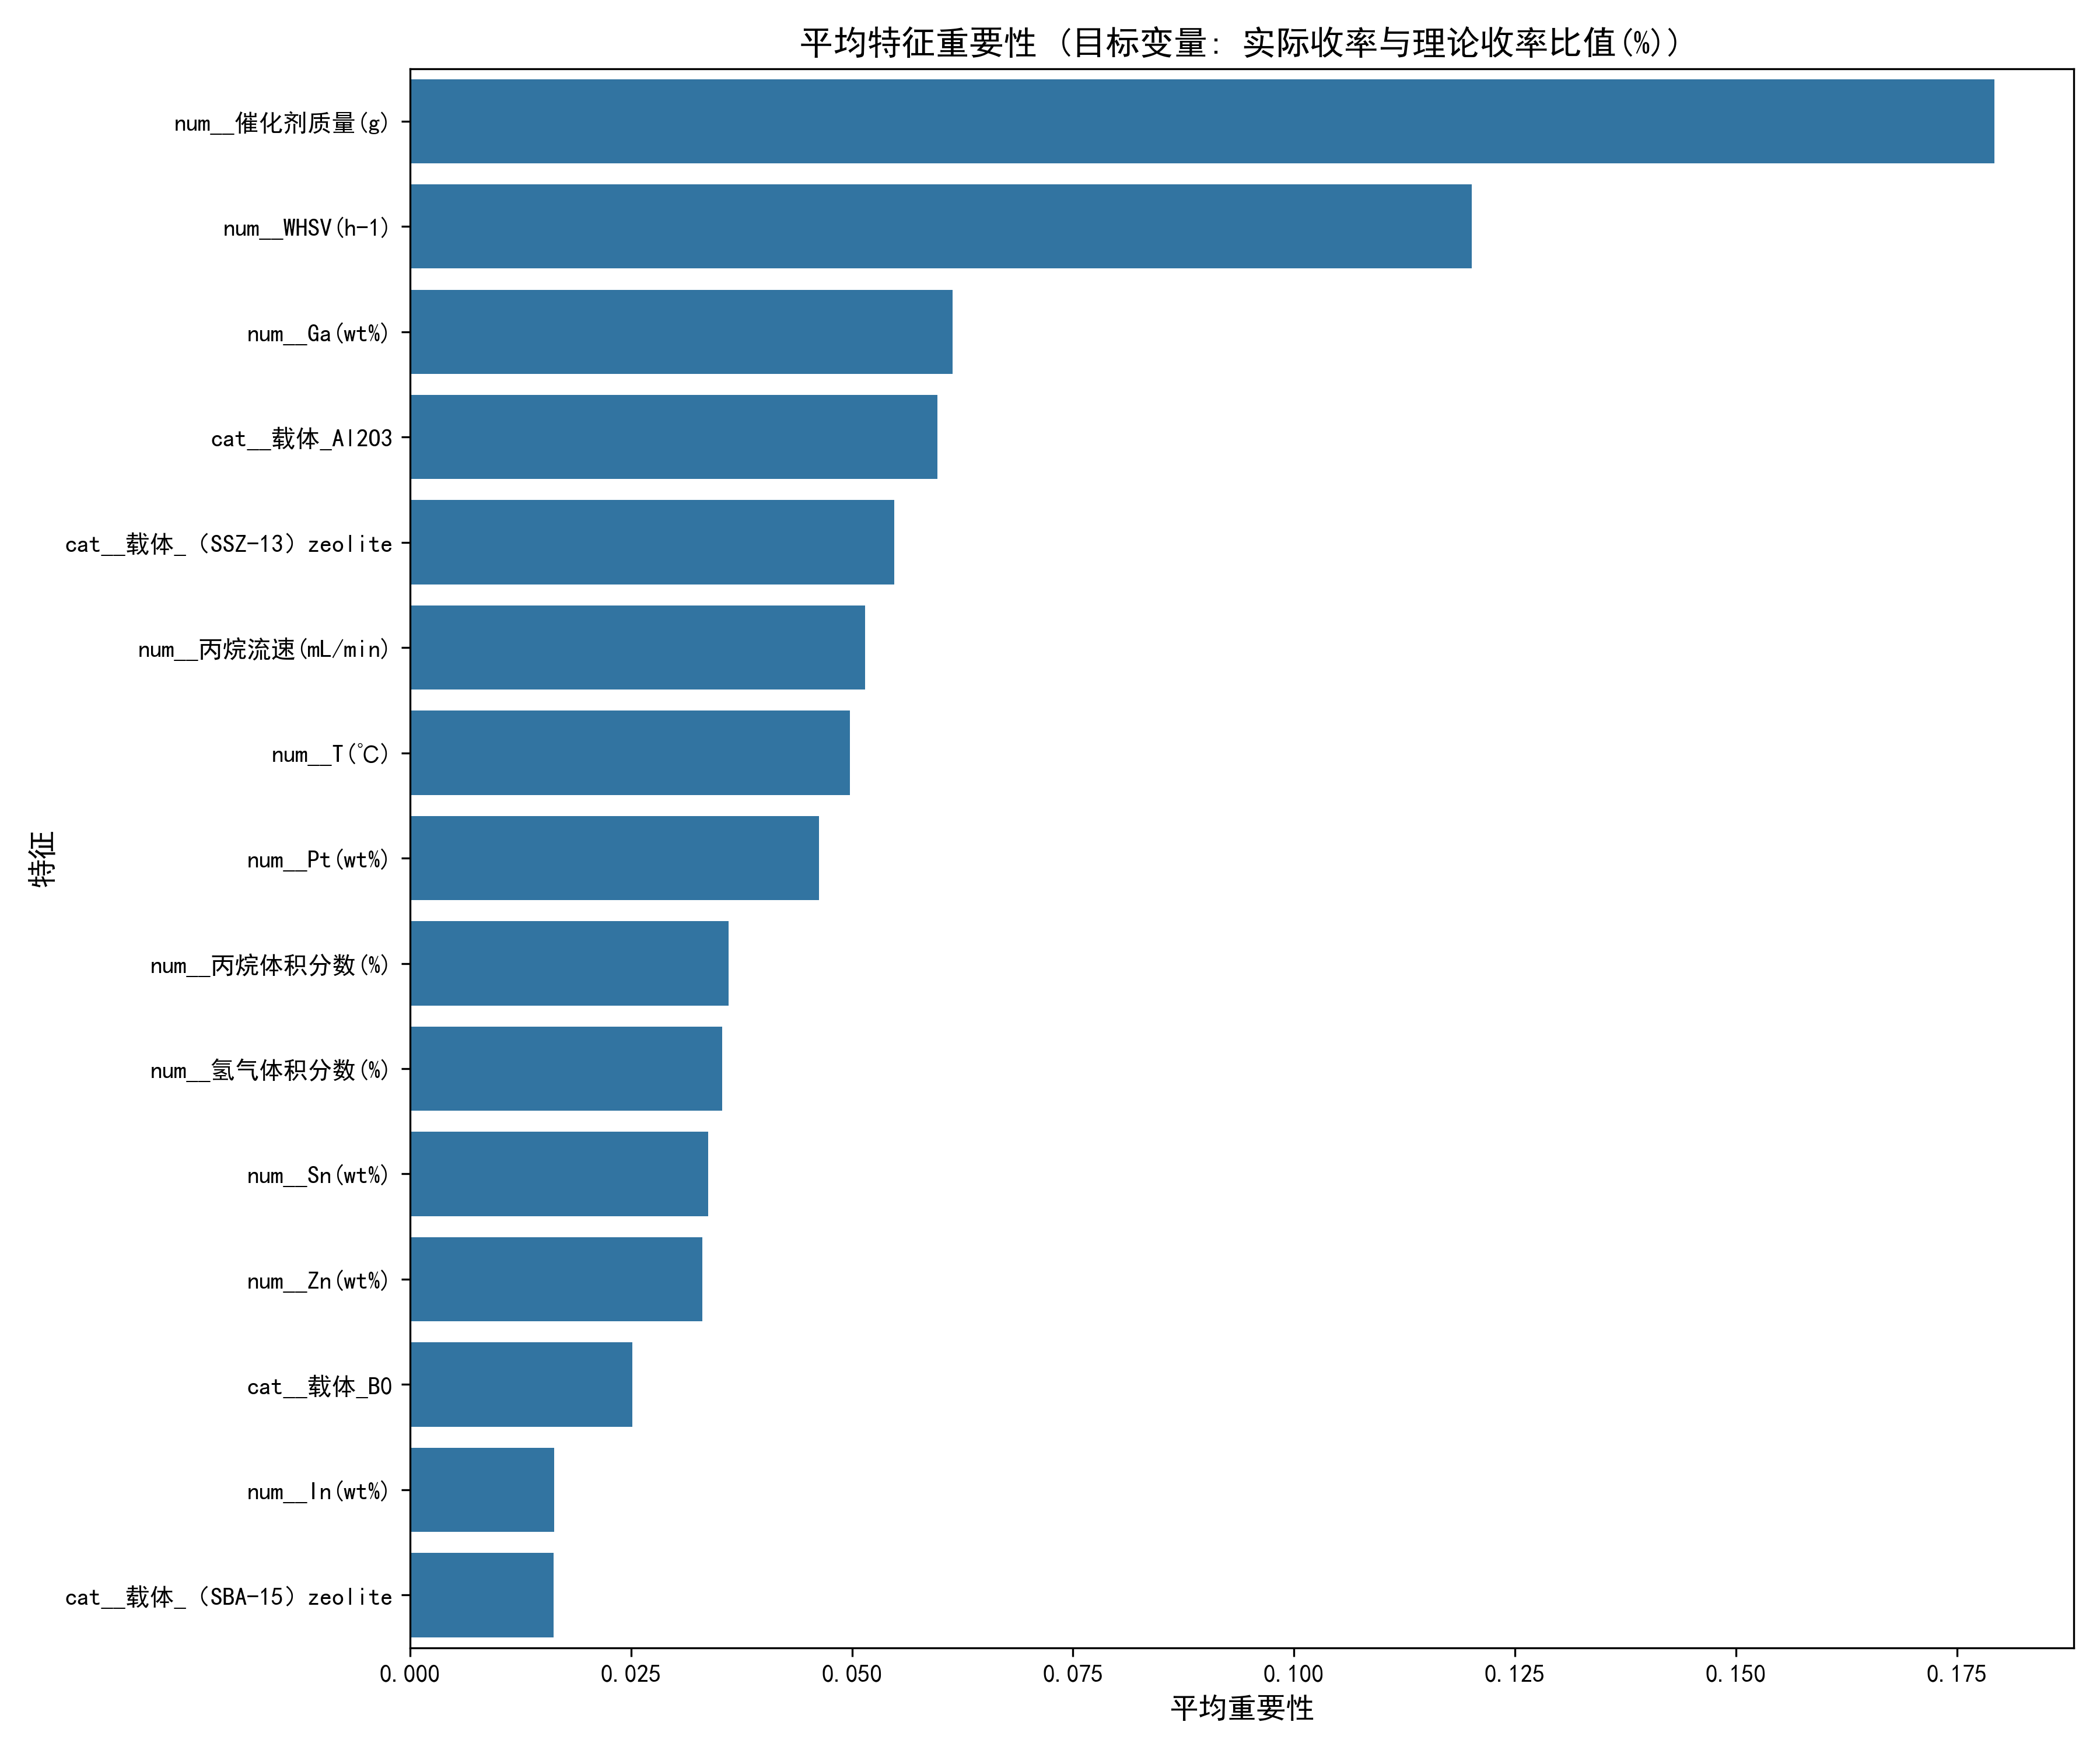 平均特征重要性 (目标变量: 实际收率与理论收率比值(%))
num__催化剂质量(g)
num__WHSV(h-1)
num__Ga(wt%)
cat__载体_Al2O3
cat__载体_（SSZ-13）zeolite
num__丙烷流速(mL/min)
num__T(℃)
num__Pt(wt%)
num__丙烷体积分数(%)
num__氢气体积分数(%)
num__Sn(wt%)
num__Zn(wt%)
cat__载体_BO
num__In(wt%)
cat__载体_（SBA-15）zeolite
特征
0.000 0.025 0.050 0.075 0.100 0.125 0.150 0.175
平均重要性